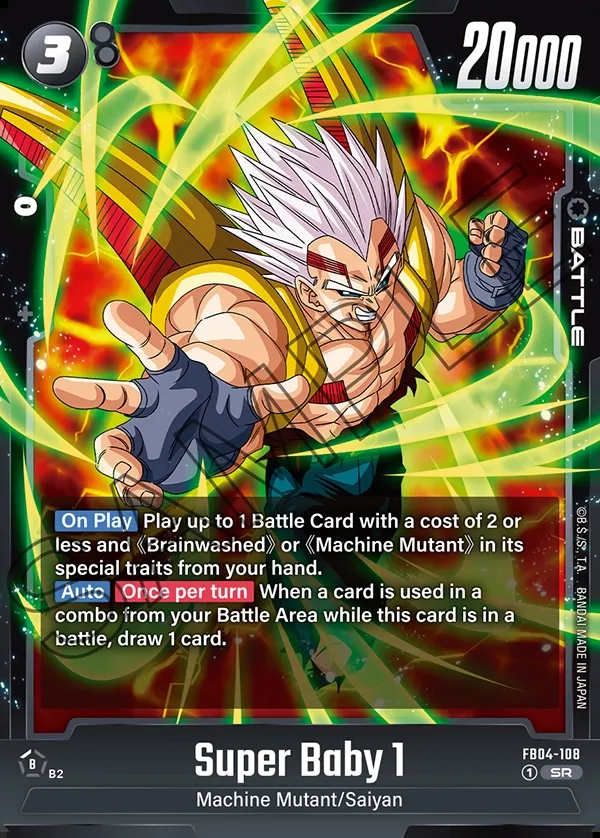 3 8 20000
0
+
BATTLE
SAMPLE
On Play Play up to 1 Battle Card with a cost of 2 or
less and 《Brainwashed》 or 《Machine Mutant》 in its
special traits from your hand.
Auto Once per turn When a card is used in a
combo from your Battle Area while this card is in a
battle, draw 1 card.
©B.S./S., T.A. BANDAI MADE IN JAPAN
B B2
Super Baby 1
FB04-108
1 SR
Machine Mutant/Saiyan